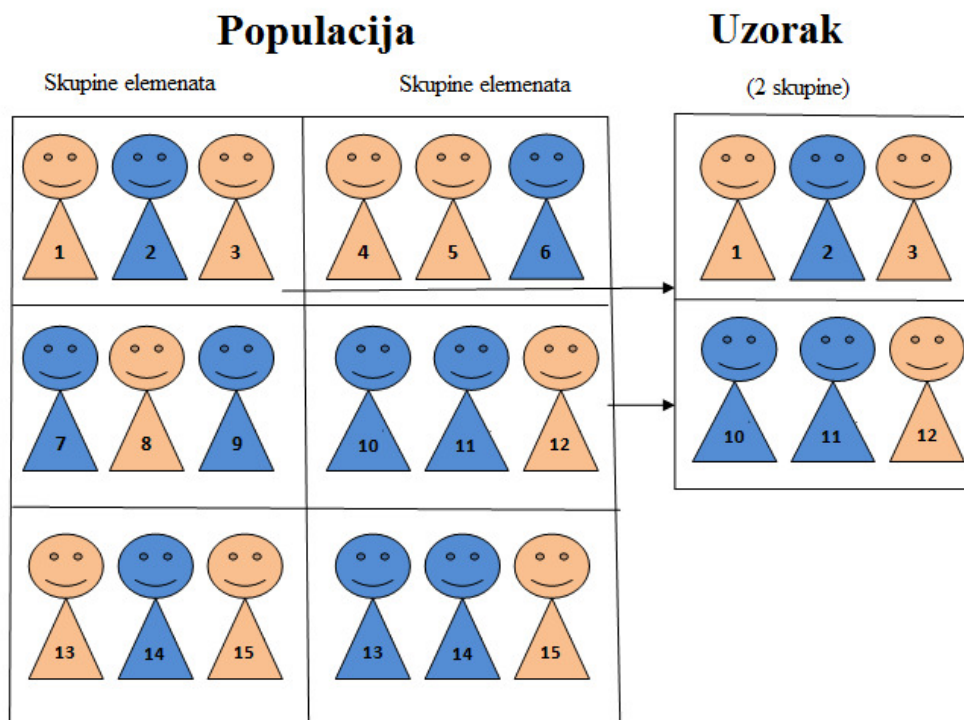 Populacija
Uzorak
Skupine elemenata
Skupine elemenata
(2 skupine)
1 2 3
4 5 6
1 2 3
7 8 9
10 11 12
10 11 12
13 14 15
13 14 15